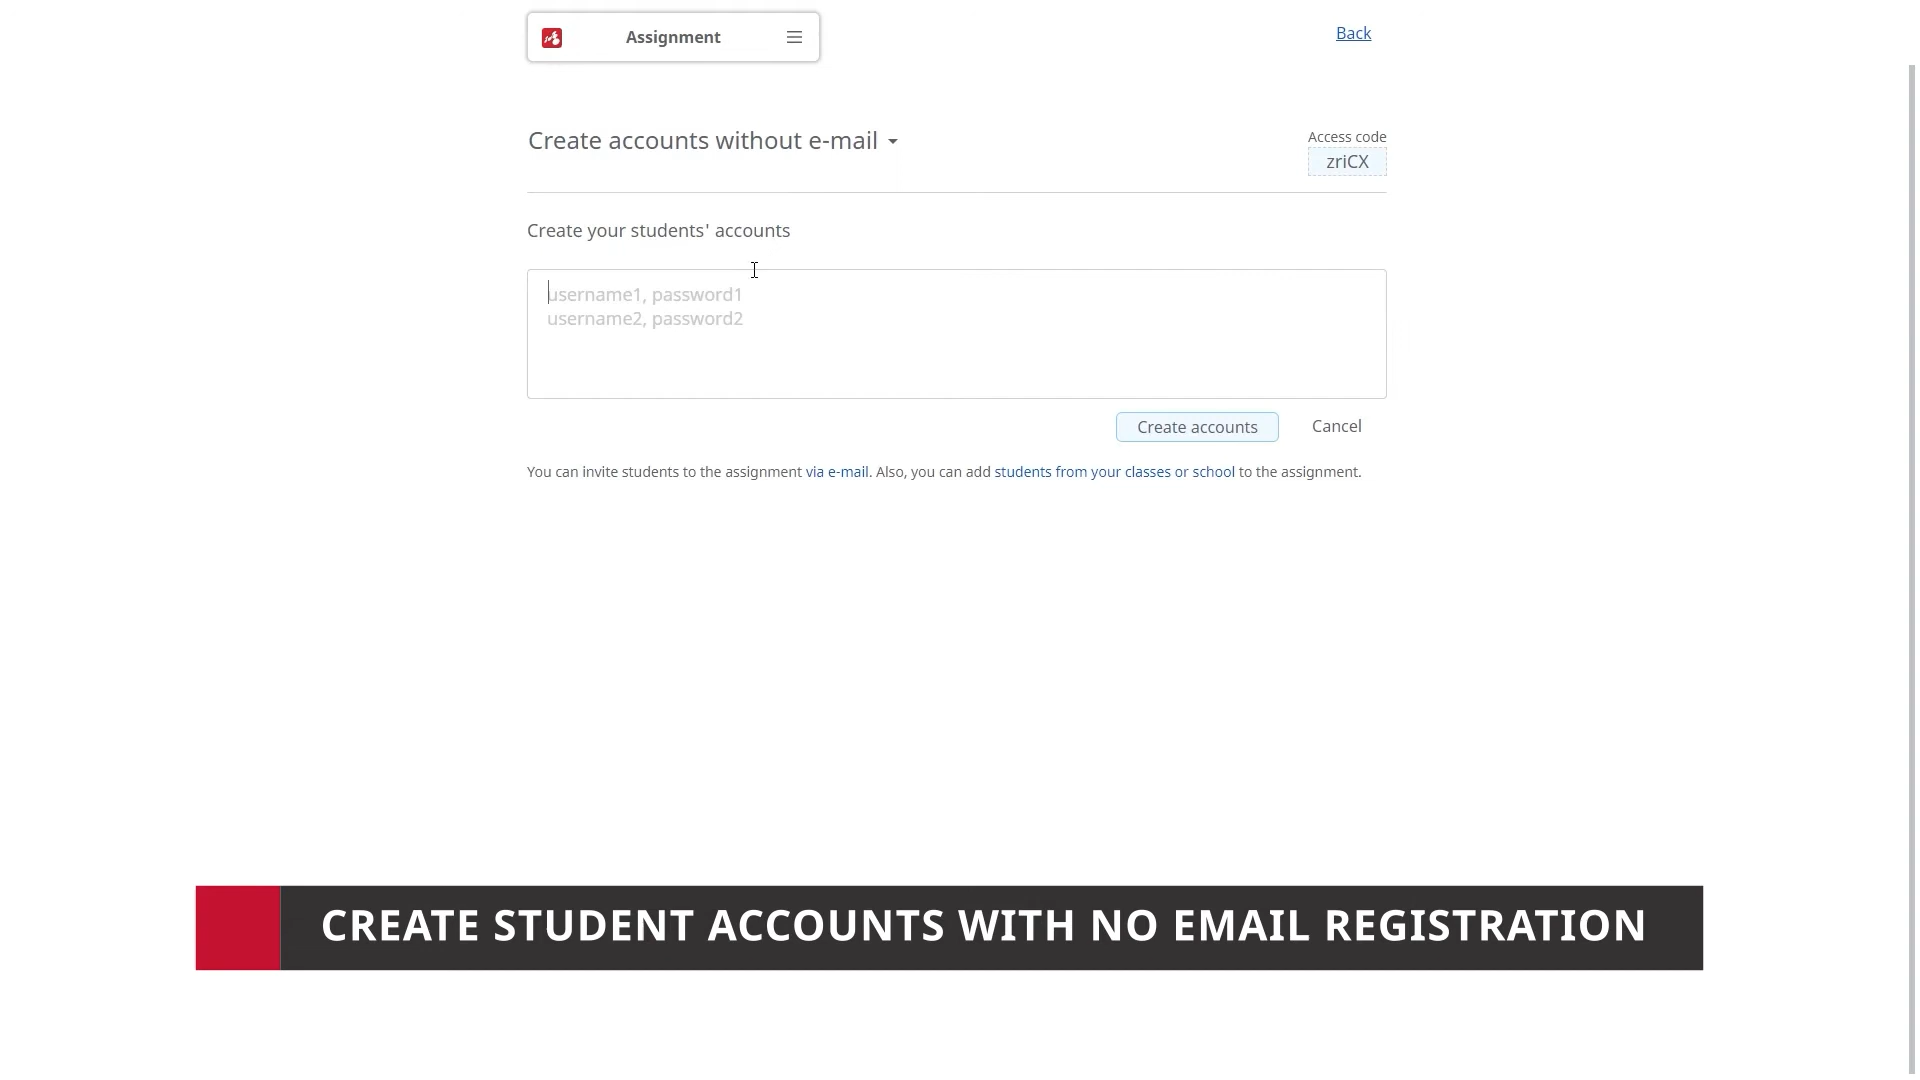 Assignment
Back
Create accounts without e-mail
Access code
zriCX
Create your students' accounts
username1, password1
username2, password2
Create accounts
Cancel
You can invite students to the assignment via e-mail. Also, you can add students from your classes or school to the assignment.
CREATE STUDENT ACCOUNTS WITH NO EMAIL REGISTRATION